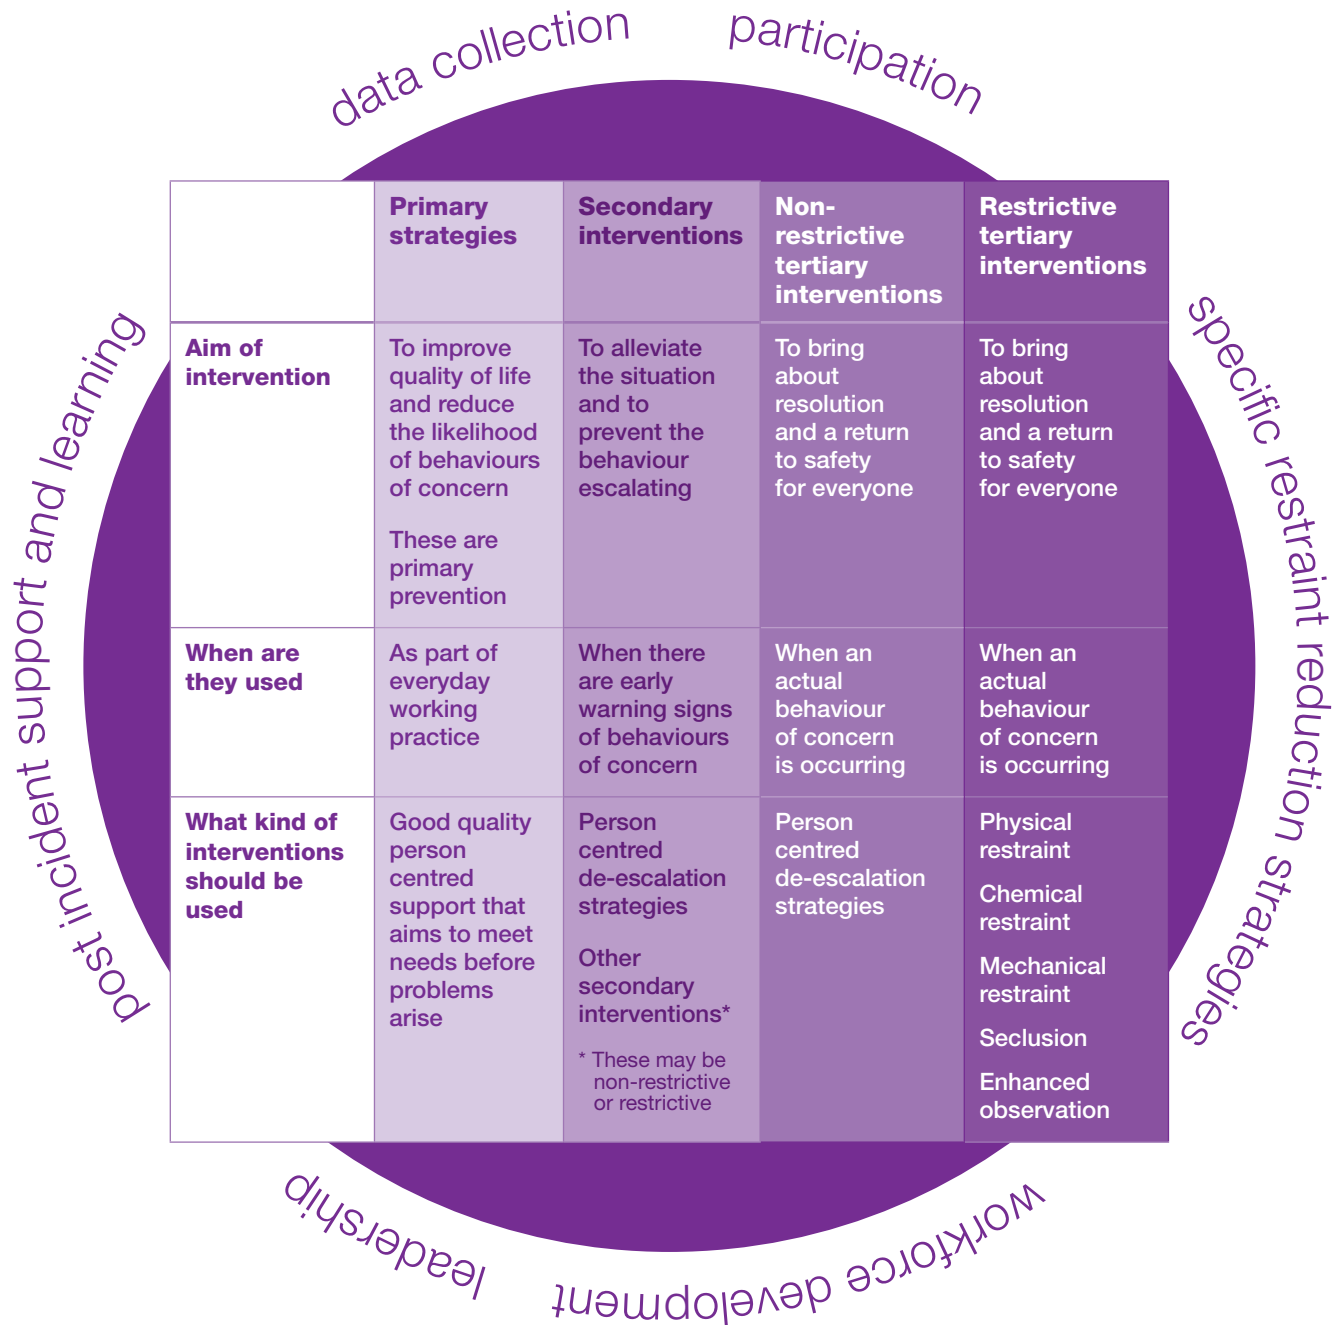 data collection
participation
specific restraint reduction strategies
workforce development
leadership
post incident support and learning
Primary
strategies
Secondary
interventions
Non-
restrictive
tertiary
interventions
Restrictive
tertiary
interventions
Aim of
intervention
To improve
quality of life
and reduce
the likelihood
of behaviours
of concern
These are
primary
prevention
To alleviate
the situation
and to
prevent the
behaviour
escalating
To bring
about
resolution
and a return
to safety
for everyone
To bring
about
resolution
and a return
to safety
for everyone
When are
they used
As part of
everyday
working
practice
When there
are early
warning signs
of behaviours
of concern
When an
actual
behaviour
of concern
is occurring
When an
actual
behaviour
of concern
is occurring
What kind of
interventions
should be
used
Good quality
person
centred
support that
aims to meet
needs before
problems
arise
Person
centred
de-escalation
strategies
Other
secondary
interventions*
* These may be
non-restrictive
or restrictive
Person
centred
de-escalation
strategies
Physical
restraint
Chemical
restraint
Mechanical
restraint
Seclusion
Enhanced
observation